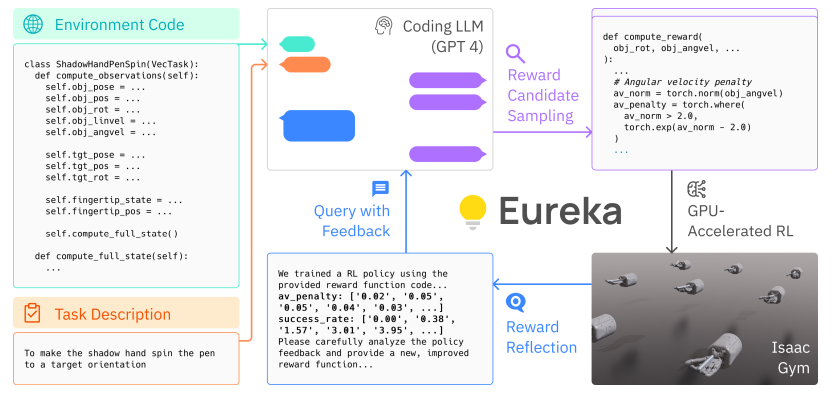 Environment Code
class ShadowHandPenSpin(VecTask):
def compute_observations(self):
self.obj_pose = ...
self.obj_pos = ...
self.obj_rot = ...
self.obj_linvel = ...
self.obj_angvel = ...
self.tgt_pose = ...
self.tgt_pos = ...
self.tgt_rot = ...
self.fingertip_state = ...
self.fingertip_pos = ...
self.compute_full_state()
def compute_full_state(self):
...
Task Description
To make the shadow hand spin the pen
to a target orientation
Coding LLM
(GPT 4)
Reward
Candidate
Sampling
def compute_reward(
obj_rot, obj_angvel, ...
):
...
# Angular velocity penalty
av_norm = torch.norm(obj_angvel)
av_penalty = torch.where(
av_norm > 2.0,
torch.exp(av_norm - 2.0)
)
...
Query with
Feedback
Eureka
GPU-
Accelerated RL
We trained a RL policy using the
provided reward function code...
av_penalty: ['0.02', '0.05',
'0.05', '0.04', '0.03', ...]
success_rate: ['0.00', '0.38',
'1.57', '3.01', '3.95', ...]
Please carefully analyze the policy
feedback and provide a new, improved
reward function...
Reward
Reflection
Isaac
Gym